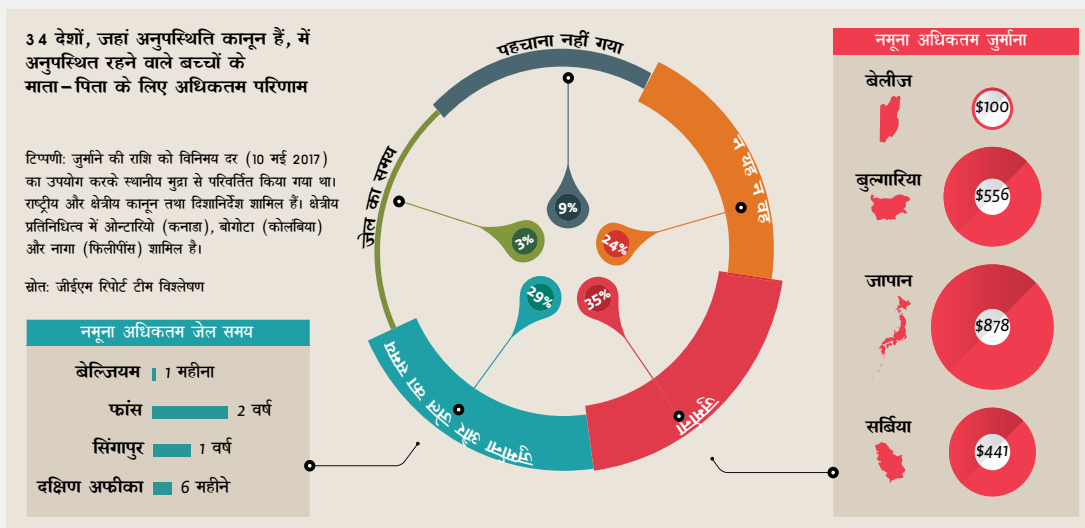 34 देशों, जहां अनुपस्थिति कानून हैं, में
अनुपस्थित रहने वाले बच्चों के
माता-पिता के लिए अधिकतम परिणाम
टिप्पणी: जुर्माने की राशि को विनिमय दर (10 मई 2017)
का उपयोग करके स्थानीय मुद्रा से परिवर्तित किया गया था।
राष्ट्रीय और क्षेत्रीय कानून तथा दिशानिर्देश शामिल हैं। क्षेत्रीय
प्रतिनिधित्व में ओन्टारियो (कनाडा), बोगोटा (कोलंबिया)
और नागा (फिलीपींस) शामिल है।
स्रोत: जीईएम रिपोर्ट टीम विश्लेषण
नमूना अधिकतम जेल समय
बेल्जियम 1 महीना
फांस 2 वर्ष
सिंगापुर 1 वर्ष
दक्षिण अफीका 6 महीने
पहचाना नहीं गया
9%
न यह न वह
24%
जुर्माना
35%
जुर्माना और जेल का समय
29%
जेल का समय
3%
नमूना अधिकतम जुर्माना
बेलीज
$100
बुल्गारिया
$556
जापान
$878
सर्बिया
$441